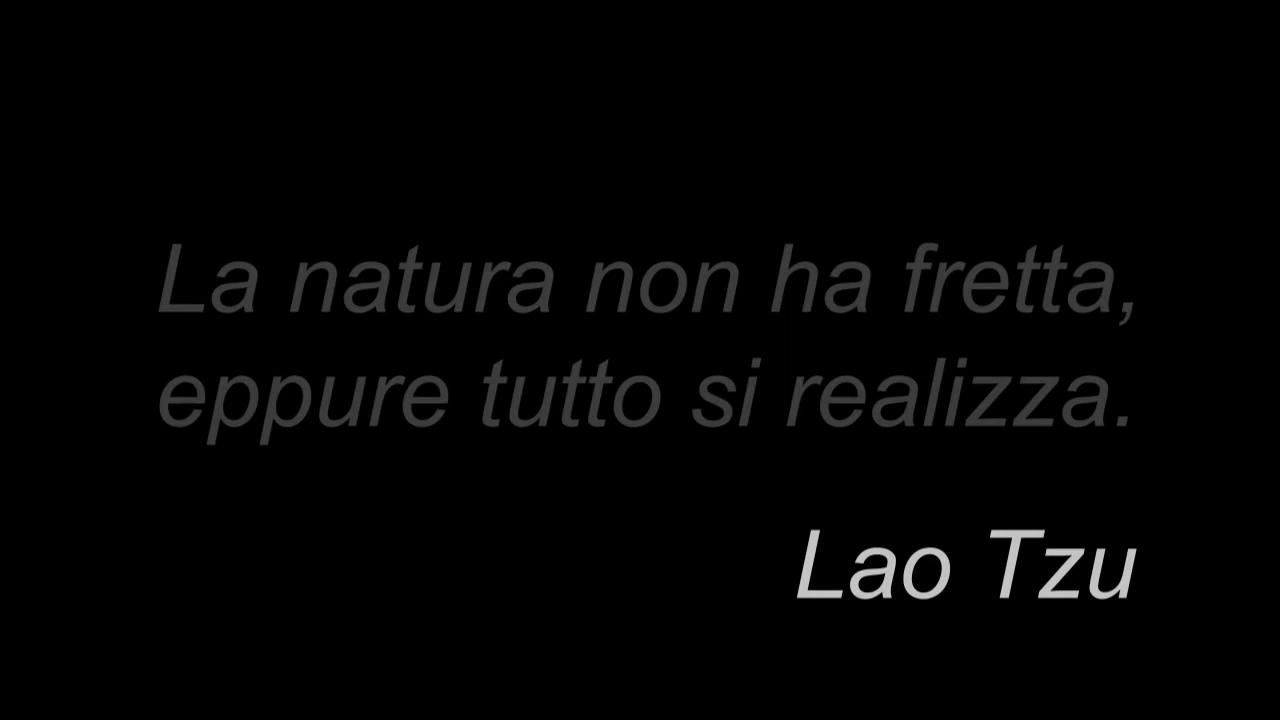 La natura non ha fretta,
eppure tutto si realizza.
Lao Tzu